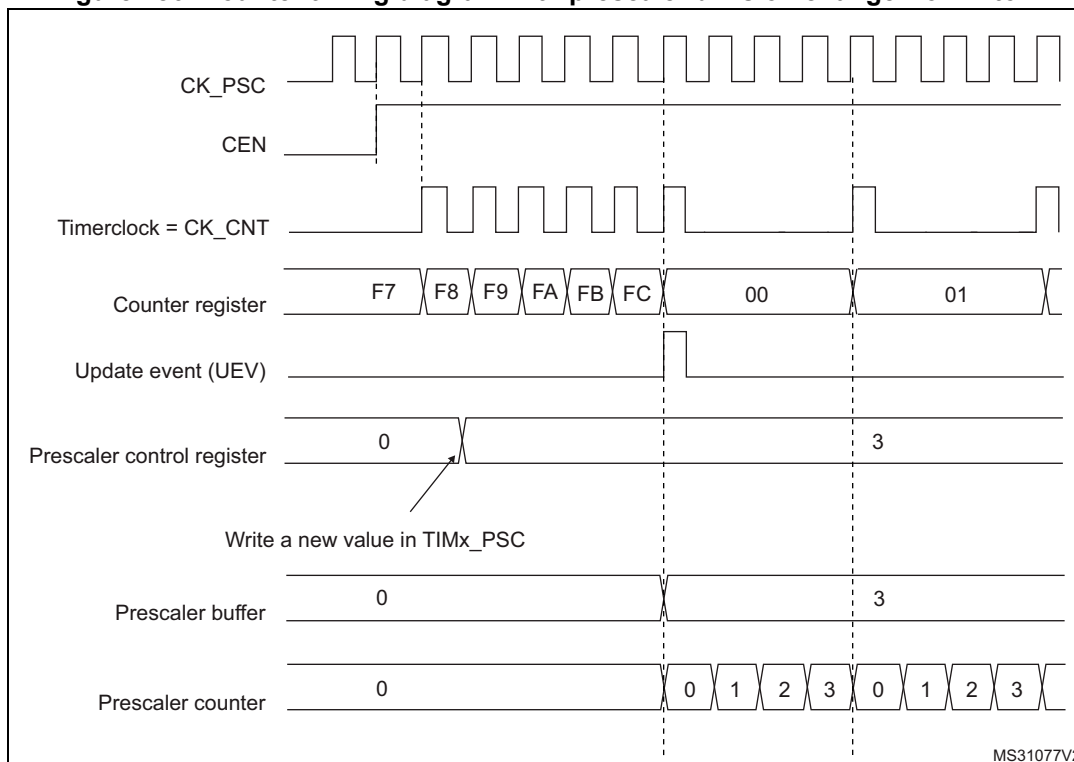 CK_PSC
CEN
Timerclock = CK_CNT
Counter register F7 F8 F9 FA FB FC 00 01
Update event (UEV)
Prescaler control register 0 3
Write a new value in TIMx_PSC
Prescaler buffer 0 3
Prescaler counter 0 0 1 2 3 0 1 2 3
MS31077V2